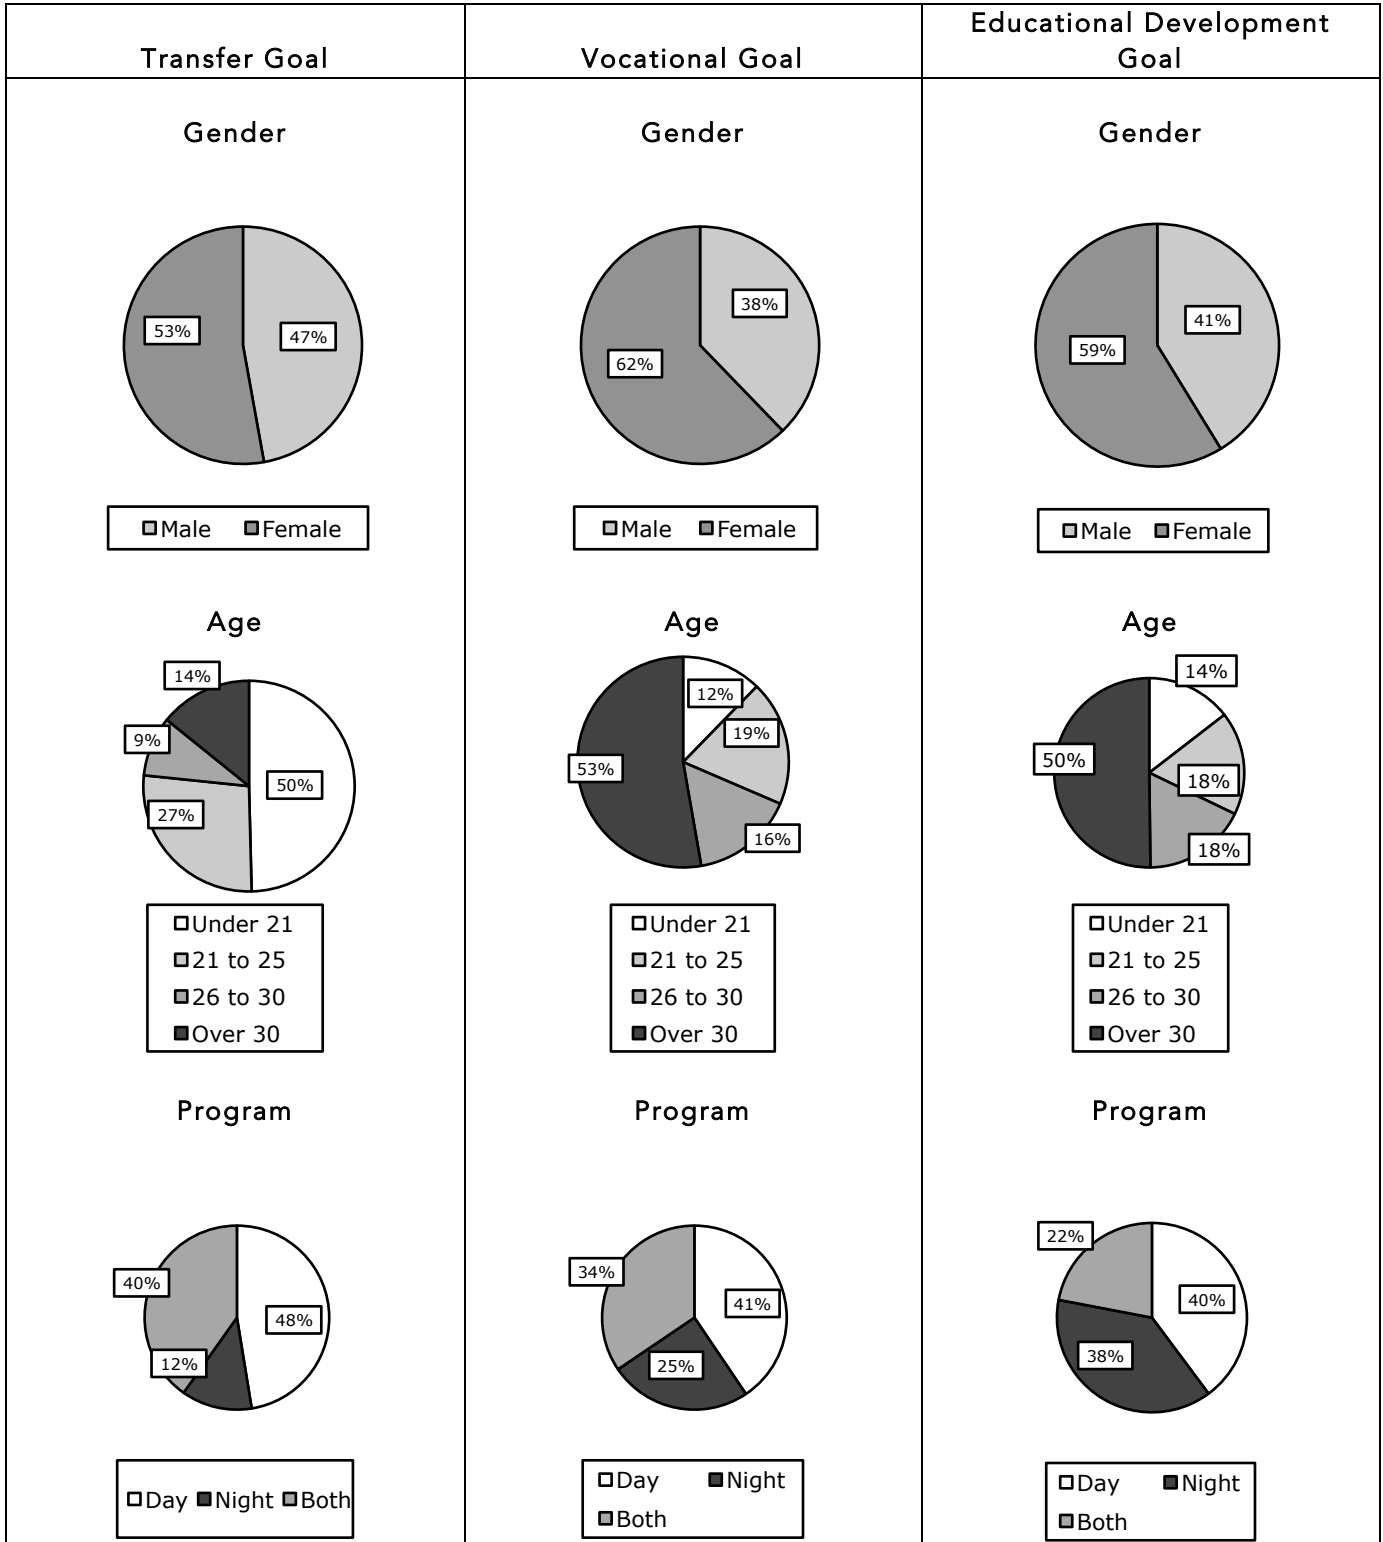 Transfer Goal
Vocational Goal
Educational Development
Goal
Gender
53%
47%
Male Female
Age
14%
9%
50%
27%
Under 21
21 to 25
26 to 30
Over 30
Program
40%
48%
12%
Day Night Both
Gender
38%
62%
Male Female
Age
12%
19%
53%
16%
Under 21
21 to 25
26 to 30
Over 30
Program
34%
41%
25%
Day Night
Both
Gender
41%
59%
Male Female
Age
14%
50%
18%
18%
Under 21
21 to 25
26 to 30
Over 30
Program
22%
40%
38%
Day Night
Both